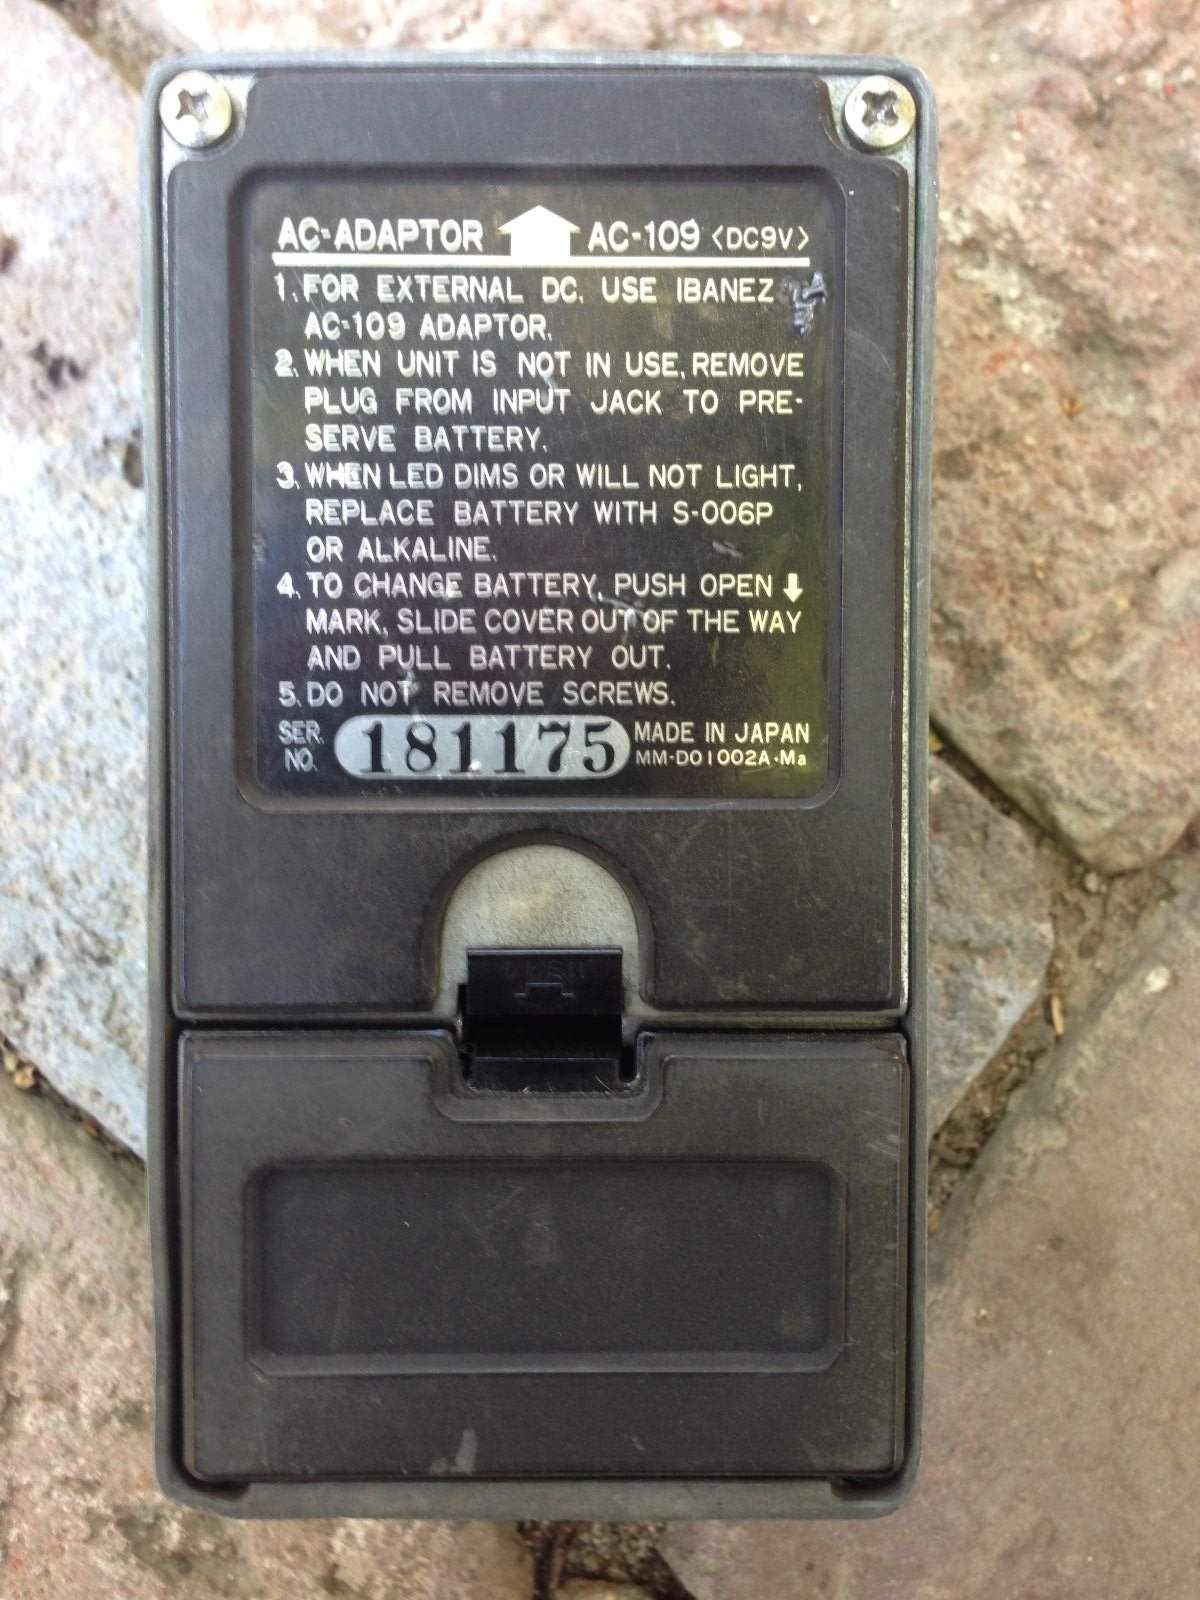 AC-ADAPTOR AC-109 <DC9V>
1. FOR EXTERNAL DC, USE IBANEZ
AC-109 ADAPTOR.
2. WHEN UNIT IS NOT IN USE, REMOVE
PLUG FROM INPUT JACK TO PRE-
SERVE BATTERY.
3. WHEN LED DIMS OR WILL NOT LIGHT,
REPLACE BATTERY WITH S-006P
OR ALKALINE.
4. TO CHANGE BATTERY, PUSH OPEN ⬇
MARK, SLIDE COVER OUT OF THE WAY
AND PULL BATTERY OUT.
5. DO NOT REMOVE SCREWS.
SER. NO. 181175 MADE IN JAPAN
MM-D01002A·Ma
OPEN